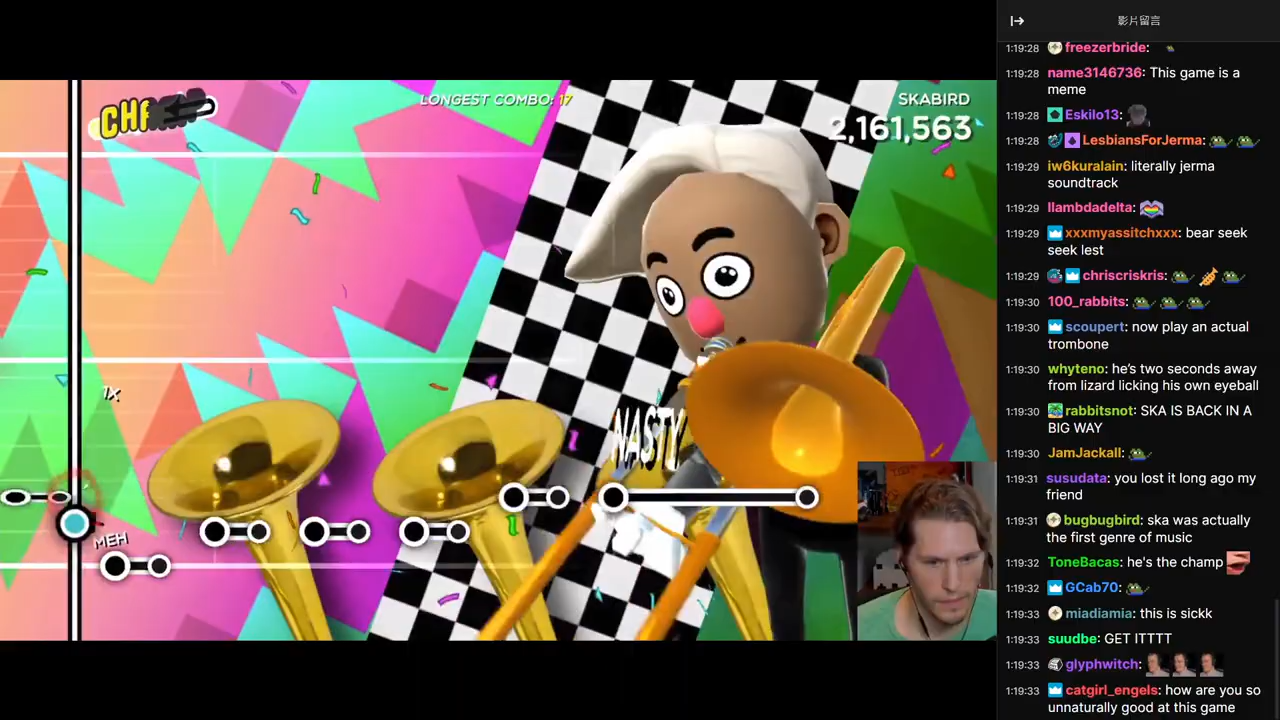 LONGEST COMBO: 17
SKABIRD
2,161,563
1X
NASTY
MEH
影片留言
1:19:28 freezerbride:
1:19:28 name3146736: This game is a
meme
1:19:28 Eskilo13:
1:19:28 LesbiansForJerma:
1:19:29 iw6kuralain: literally jerma
soundtrack
1:19:29 llambdadelta:
1:19:29 xxxmyassitchxxx: bear seek
seek lest
1:19:29 chriscriskris:
1:19:30 100_rabbits:
1:19:30 scoupert: now play an actual
trombone
1:19:30 whyteno: he's two seconds away
from lizard licking his own eyeball
1:19:30 rabbitsnot: SKA IS BACK IN A
BIG WAY
1:19:30 JamJackall:
1:19:31 susudata: you lost it long ago my
friend
1:19:31 bugbugbird: ska was actually
the first genre of music
1:19:32 ToneBacas: he's the champ
1:19:32 GCab70:
1:19:33 miadiamia: this is sickk
1:19:33 suudbe: GET ITTTT
1:19:33 glyphwitch:
1:19:33 catgirl_engels: how are you so
unnaturally good at this game